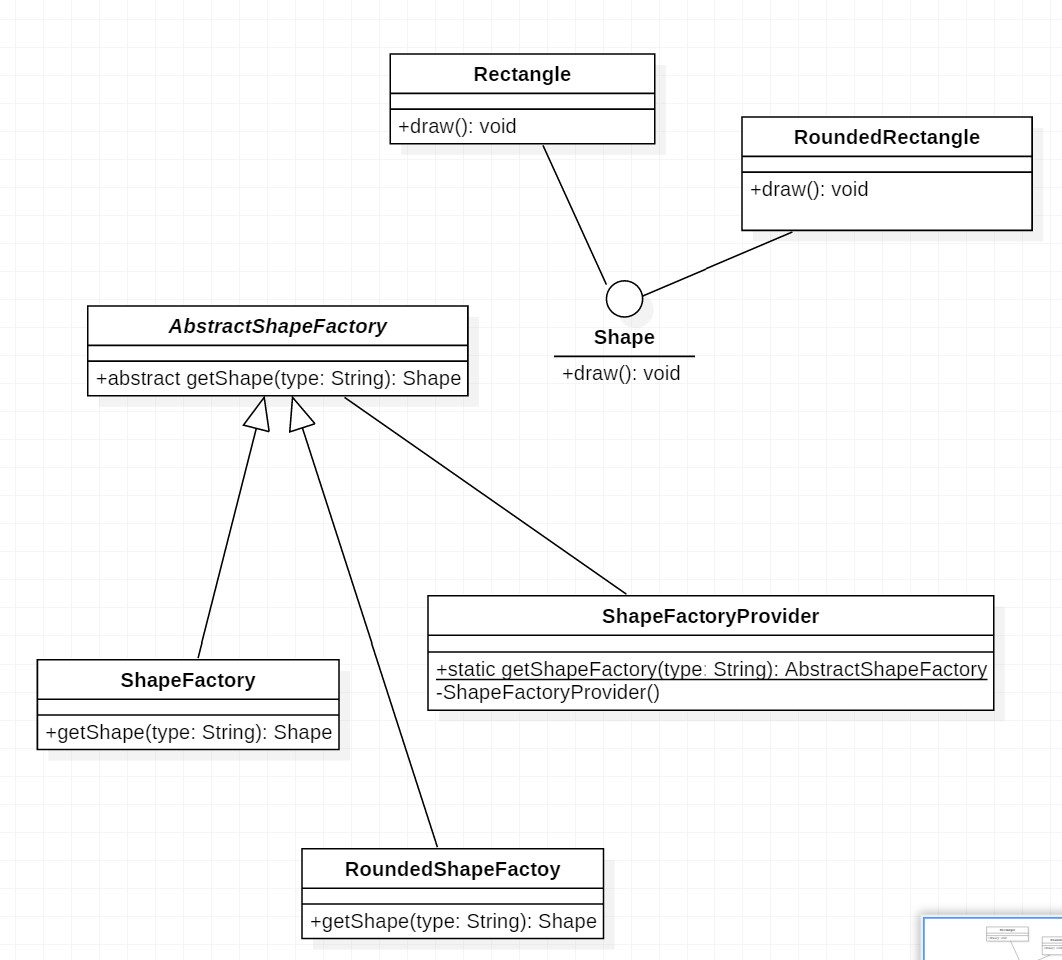 Rectangle
+draw(): void
RoundedRectangle
+draw(): void
Shape
+draw(): void
AbstractShapeFactory
+abstract getShape(type: String): Shape
ShapeFactoryProvider
+static getShapeFactory(type: String): AbstractShapeFactory
-ShapeFactoryProvider()
ShapeFactory
+getShape(type: String): Shape
RoundedShapeFactoy
+getShape(type: String): Shape